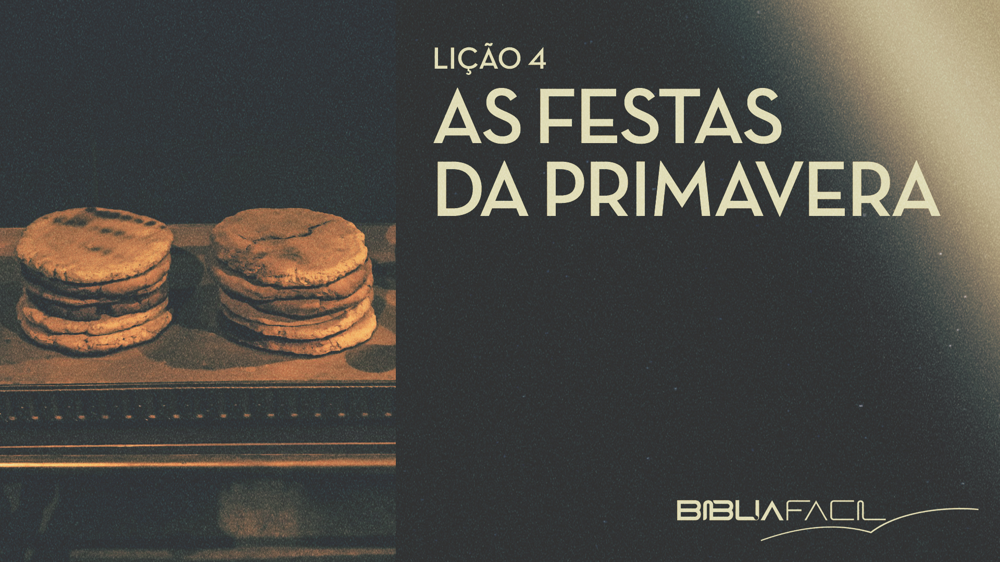 LIÇÃO 4
AS FESTAS
DA PRIMAVERA
BIBLIAFACIL